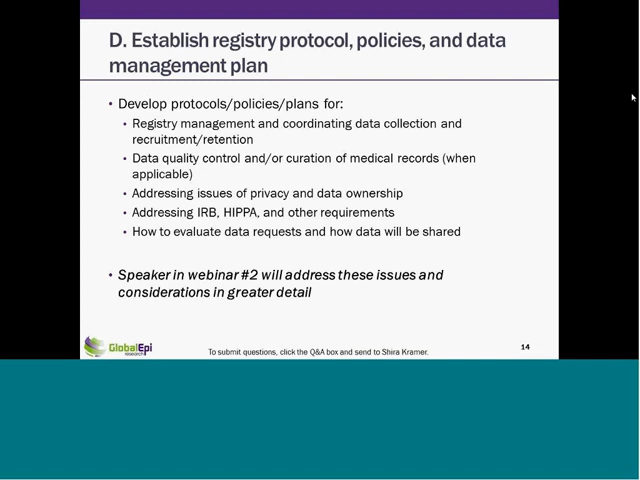 D. Establish registry protocol, policies, and data
management plan
• Develop protocols/policies/plans for:
• Registry management and coordinating data collection and
recruitment/retention
• Data quality control and/or curation of medical records (when
applicable)
• Addressing issues of privacy and data ownership
• Addressing IRB, HIPPA, and other requirements
• How to evaluate data requests and how data will be shared
• Speaker in webinar #2 will address these issues and
considerations in greater detail
GlobalEpi
research
To submit questions, click the Q&A box and send to Shira Kramer.
14